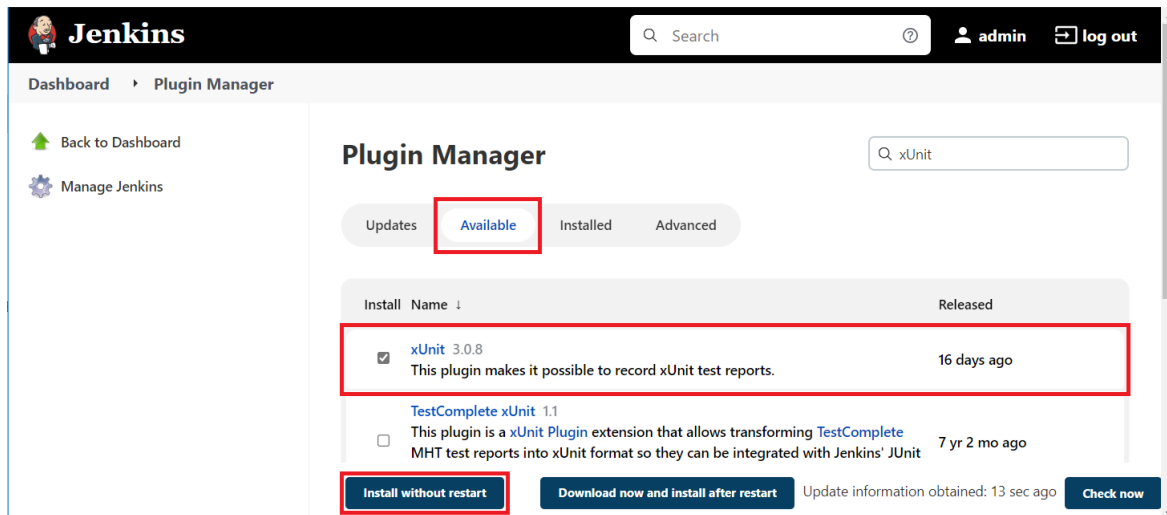 Jenkins
Search
admin
log out
Dashboard
Plugin Manager
Back to Dashboard
Manage Jenkins
Plugin Manager
xUnit
Updates
Available
Installed
Advanced
Install Name ↓ Released
xUnit 3.0.8
This plugin makes it possible to record xUnit test reports.
16 days ago
TestComplete xUnit 1.1
This plugin is a xUnit Plugin extension that allows transforming TestComplete
MHT test reports into xUnit format so they can be integrated with Jenkins' JUnit
7 yr 2 mo ago
Install without restart
Download now and install after restart
Update information obtained: 13 sec ago
Check now